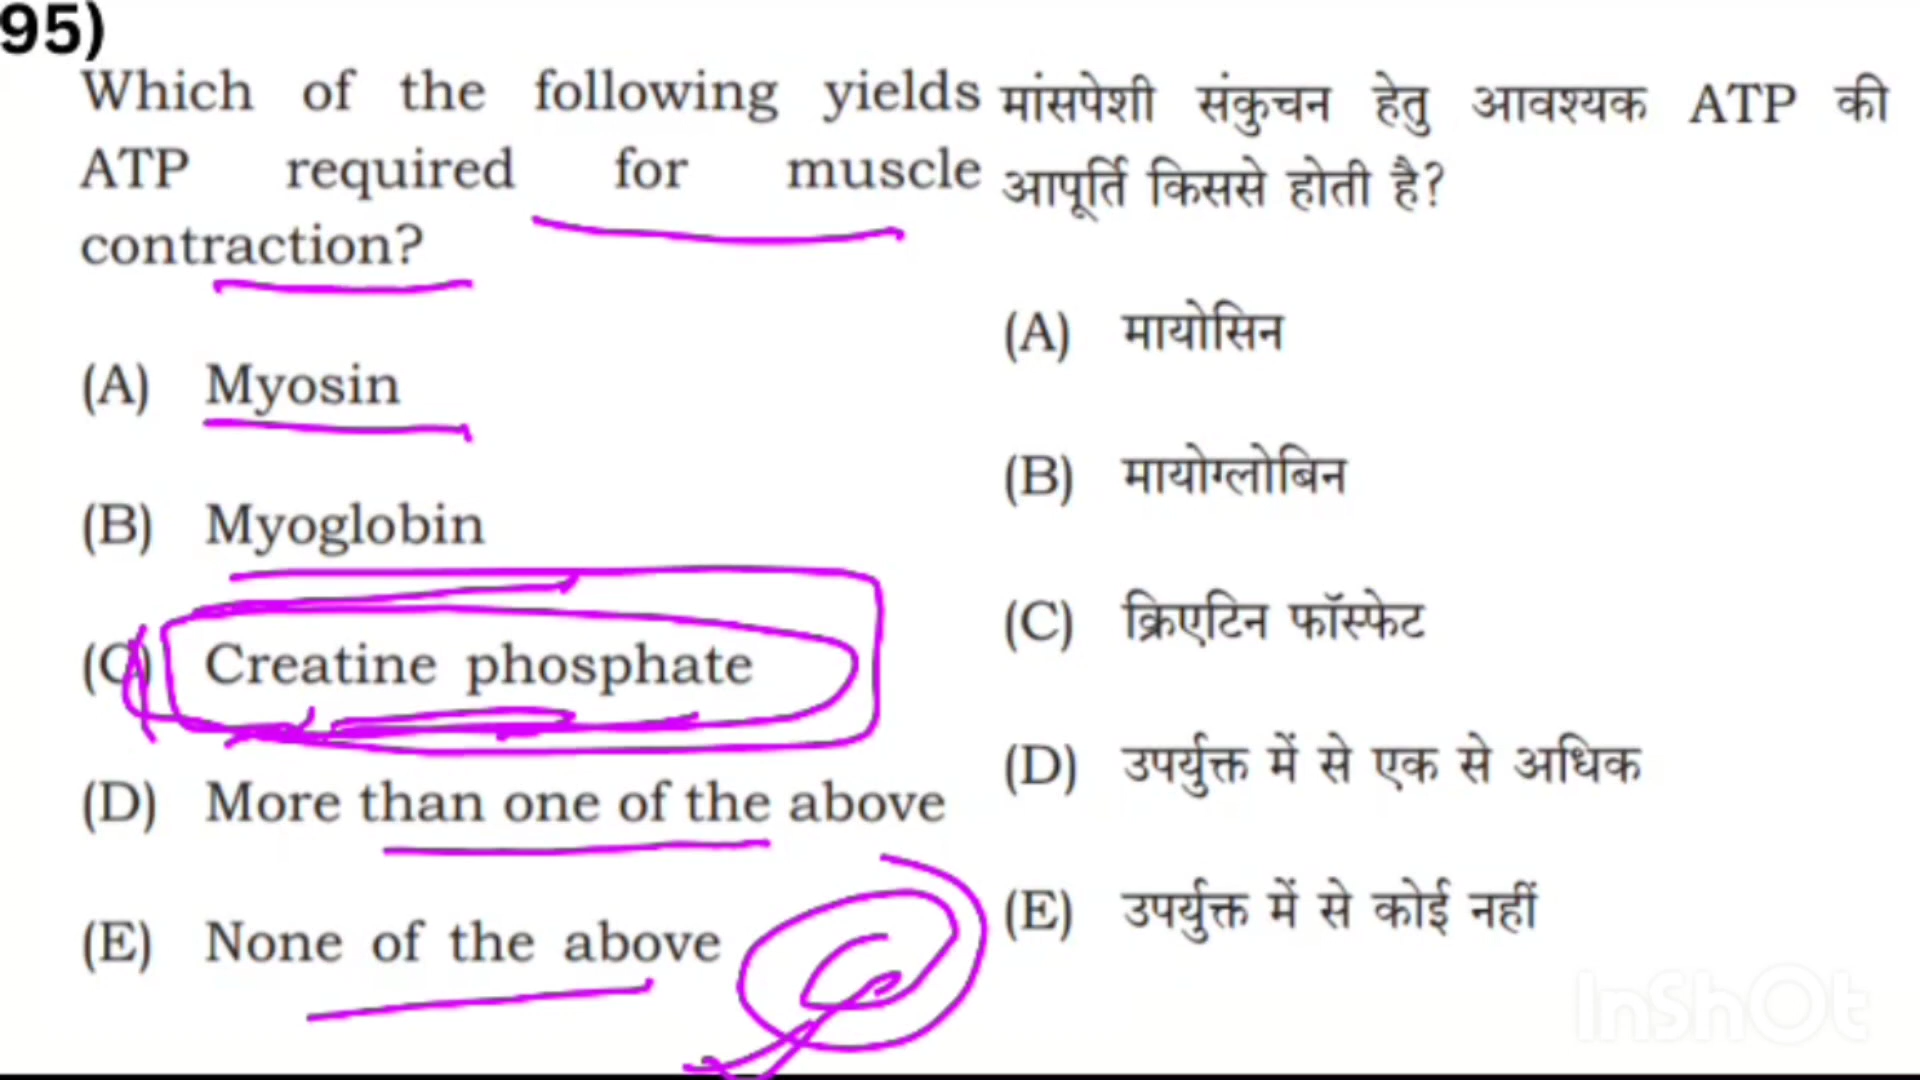 95)
Which of the following yields
ATP required for muscle
contraction?
(A) Myosin
(B) Myoglobin
(C) Creatine phosphate
(D) More than one of the above
(E) None of the above
मांसपेशी संकुचन हेतु आवश्यक ATP की
आपूर्ति किससे होती है?
(A) मायोसिन
(B) मायोग्लोबिन
(C) क्रिएटिन फॉस्फेट
(D) उपर्युक्त में से एक से अधिक
(E) उपर्युक्त में से कोई नहीं
InShOt